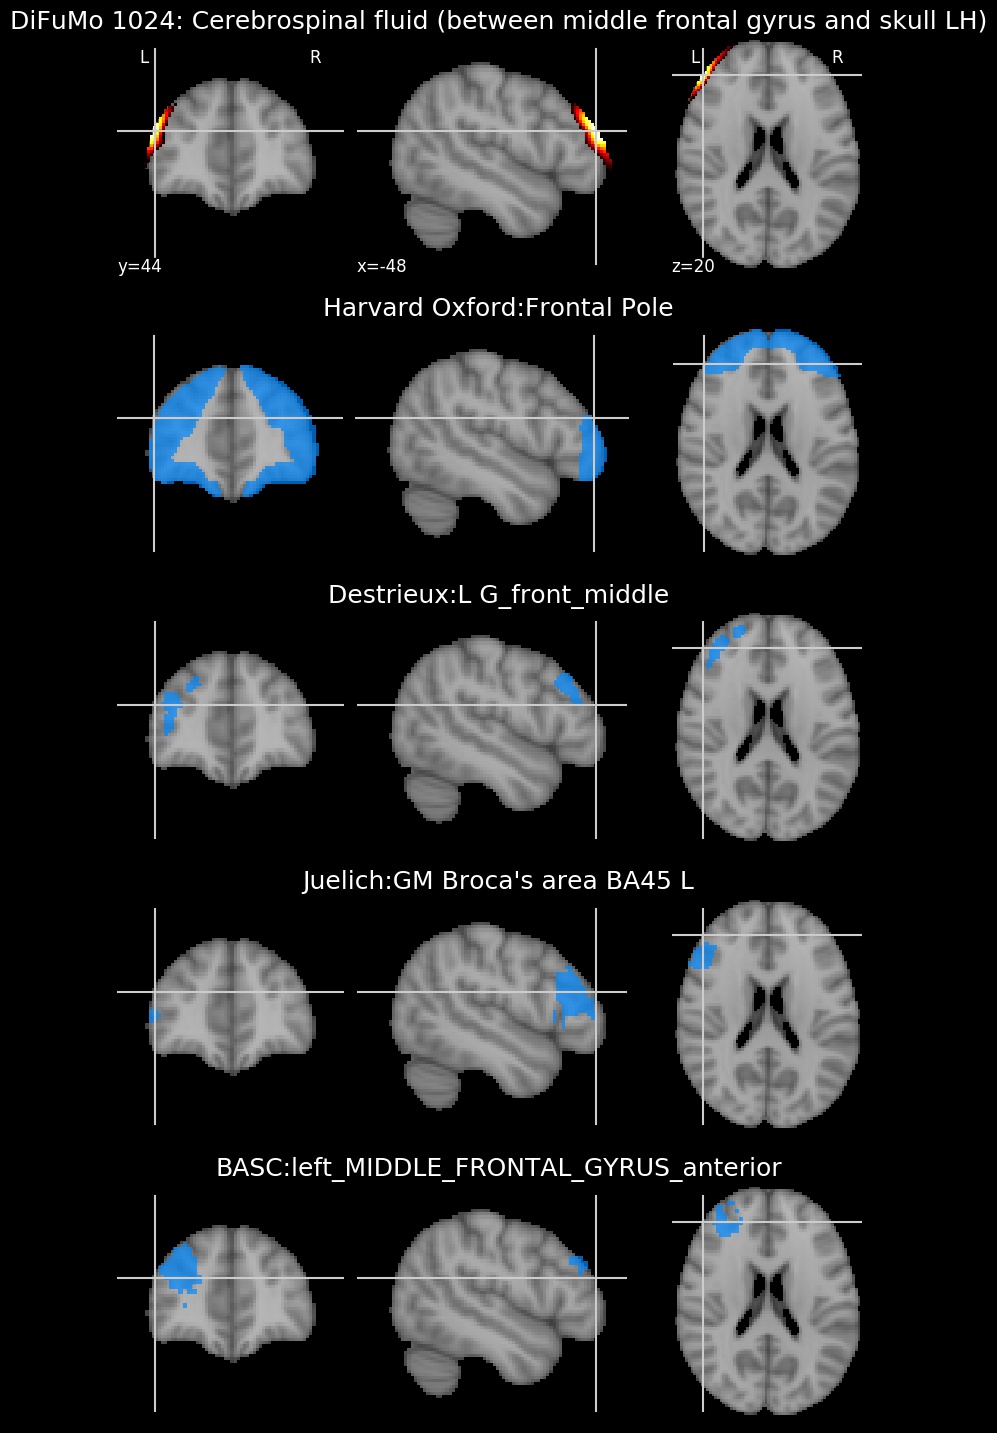 DiFuMo 1024: Cerebrospinal fluid (between middle frontal gyrus and skull LH)
L R L R
y=44 x=-48 z=20
Harvard Oxford:Frontal Pole
Destrieux:L G_front_middle
Juelich:GM Broca's area BA45 L
BASC:left_MIDDLE_FRONTAL_GYRUS_anterior